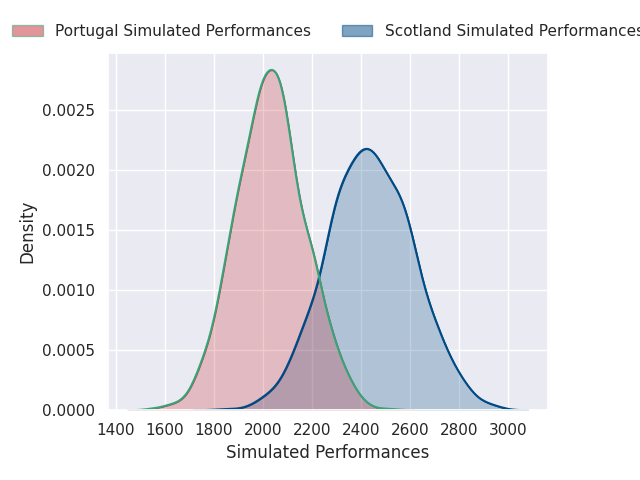 Portugal Simulated Performances Scotland Simulated Performances
0.0025
0.0020
0.0015
0.0010
0.0005
0.0000
Density
1400 1600 1800 2000 2200 2400 2600 2800 3000
Simulated Performances